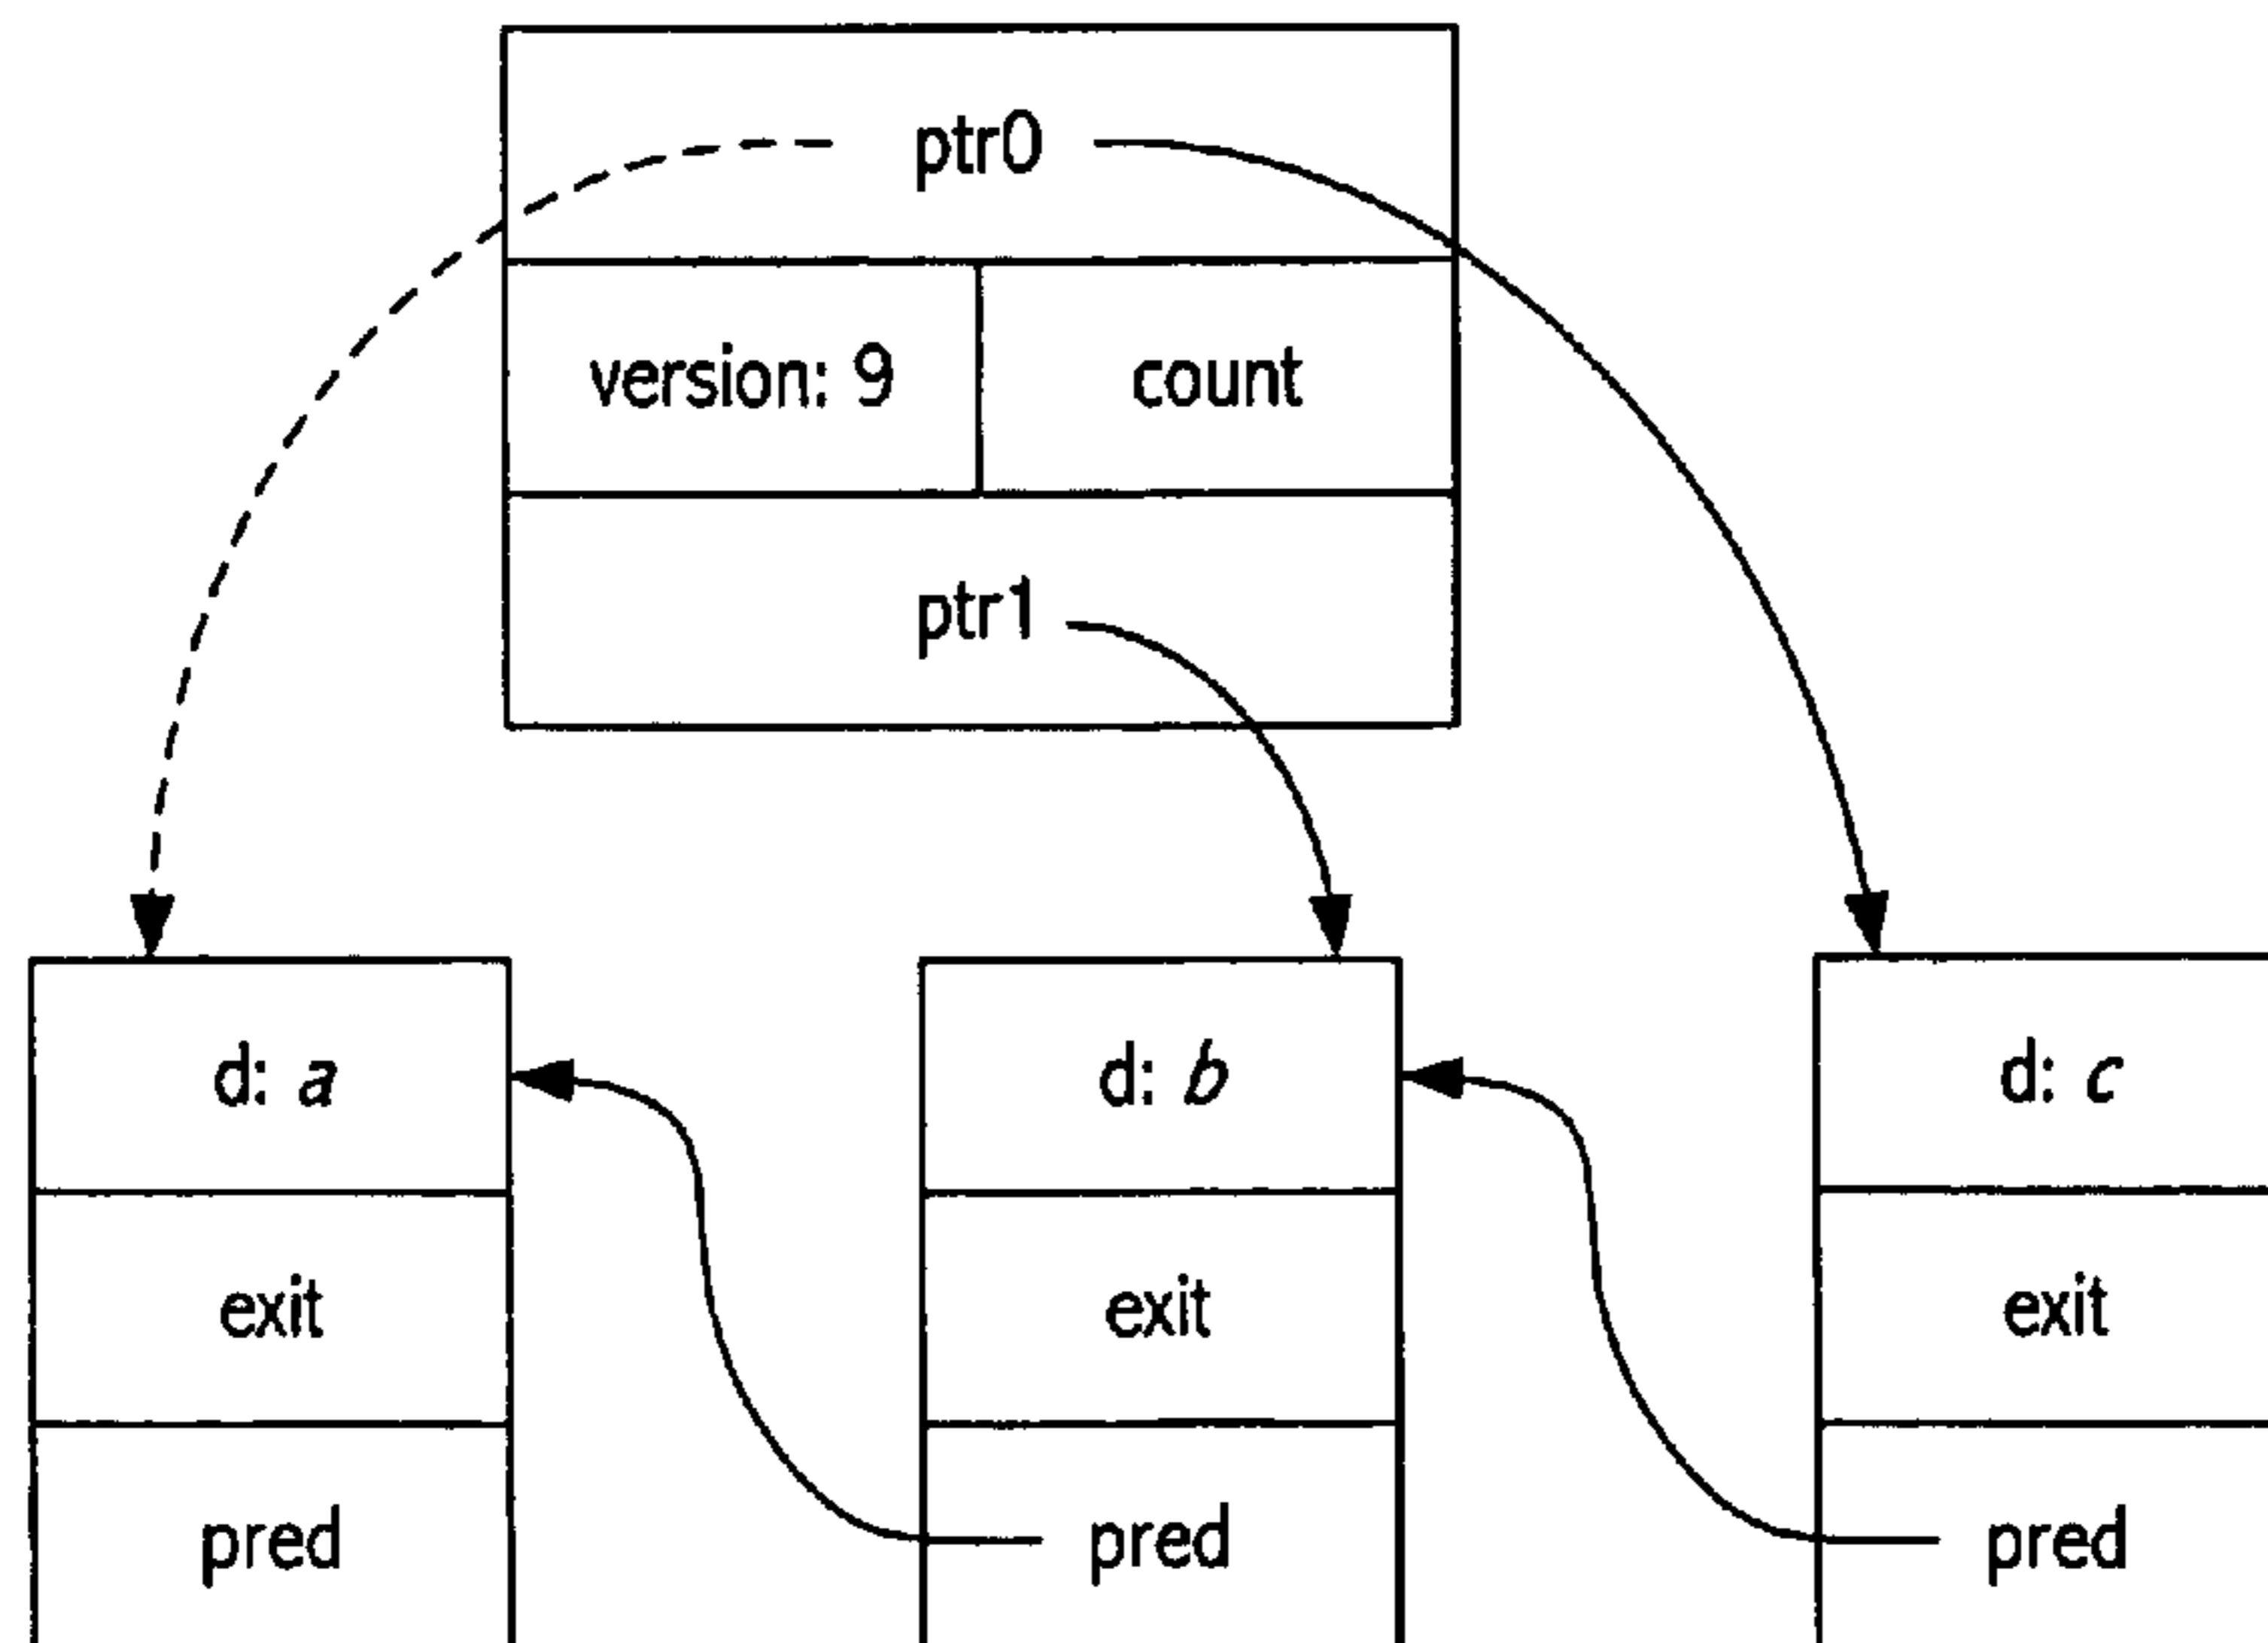 ptr0
version: 9 count
ptr1
d: a d: b d: c
exit exit exit
pred pred pred